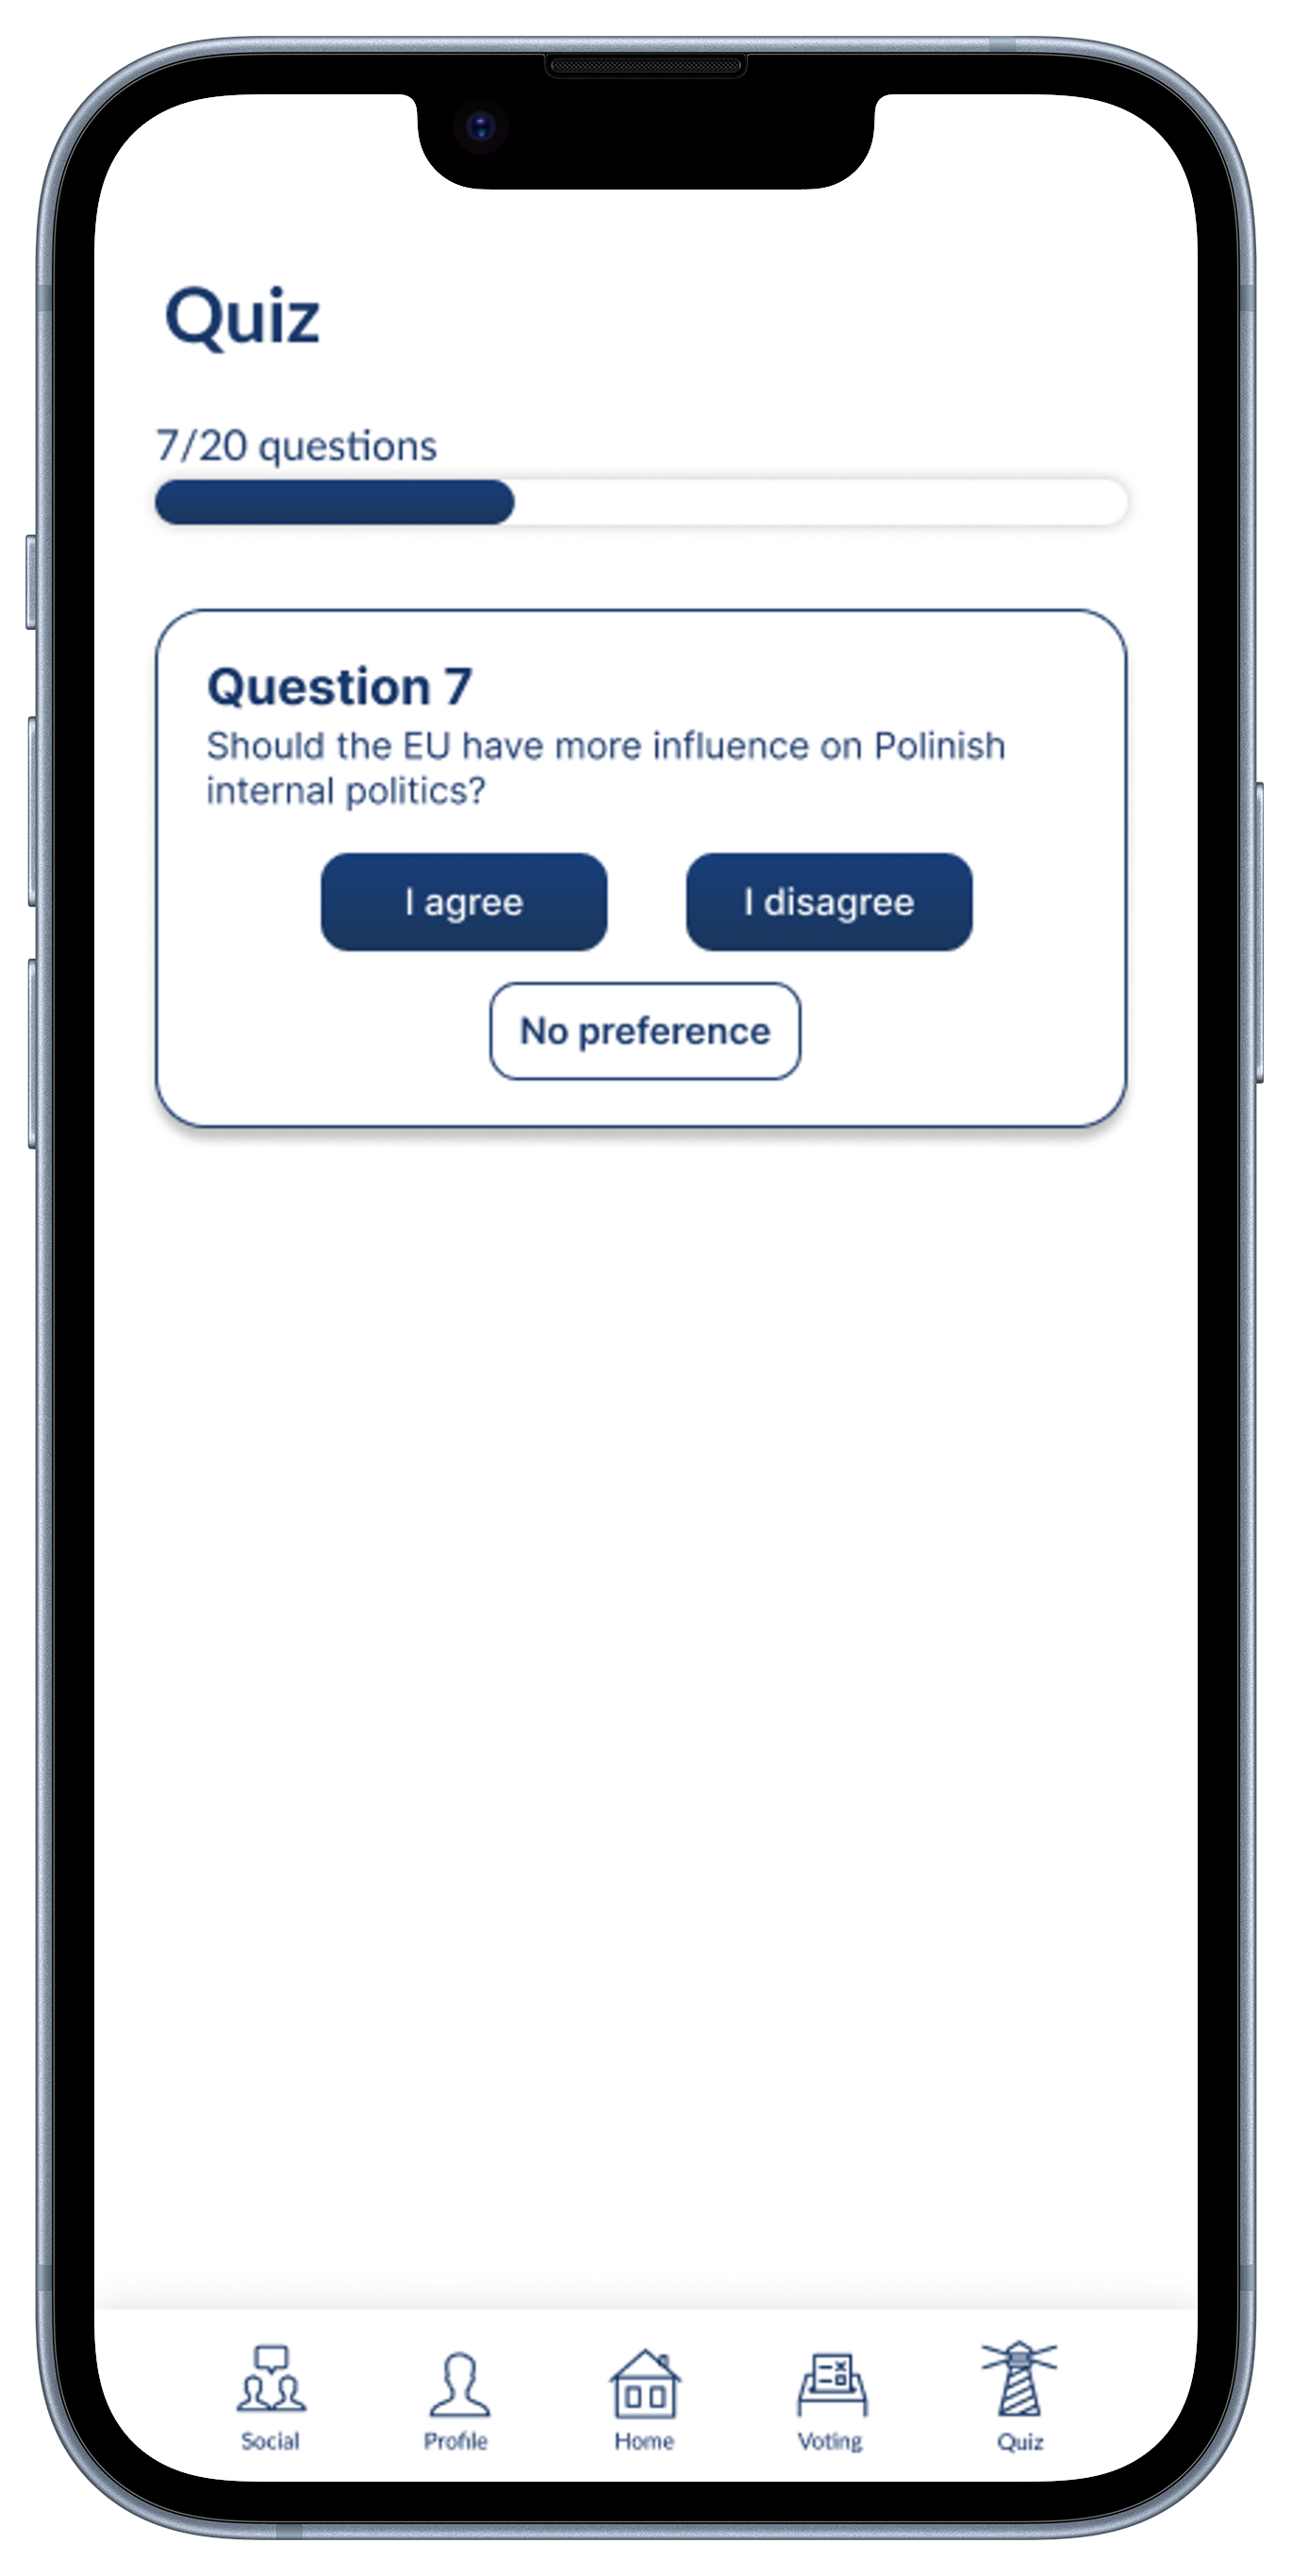 Quiz
7/20 questions
Question 7
Should the EU have more influence on Polinish
internal politics?
I agree
I disagree
No preference
Social
Profile
Home
Voting
Quiz